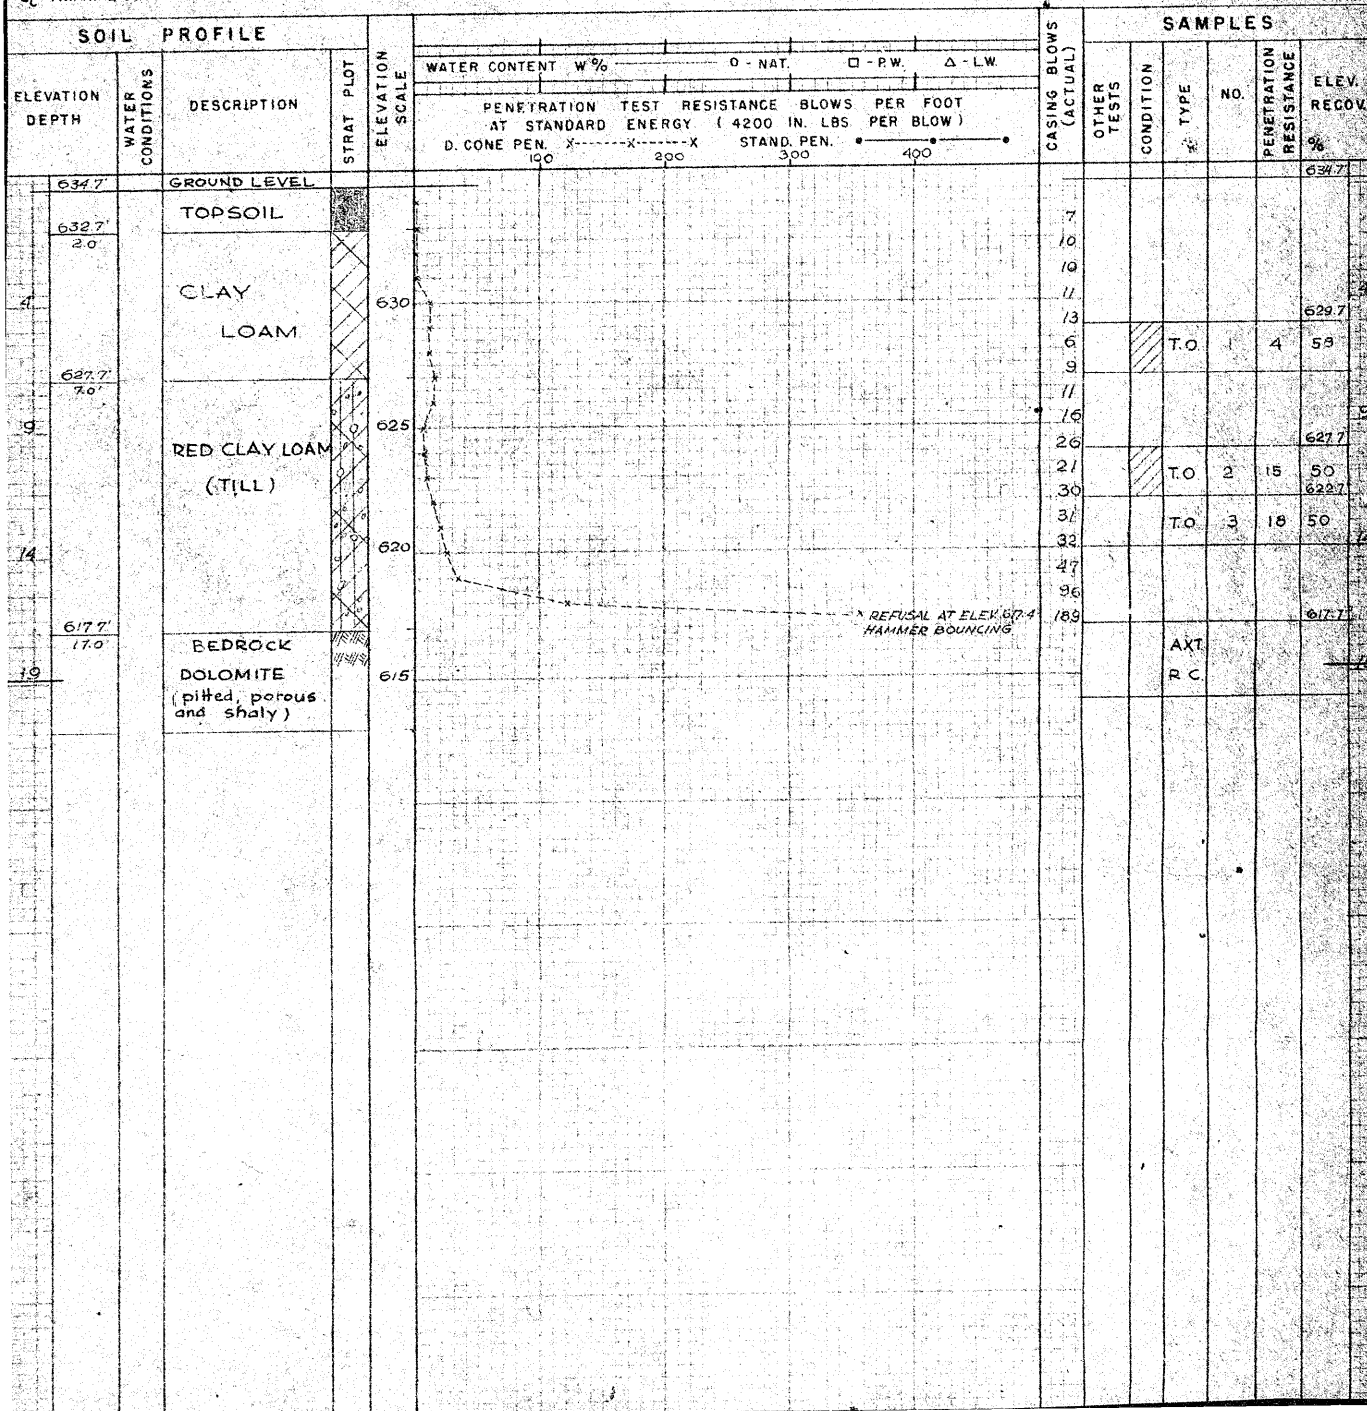 SOIL PROFILE
SAMPLES
ELEVATION
DEPTH
WATER
CONDITIONS
DESCRIPTION
STRAT PLOT
ELEVATION
SCALE
WATER CONTENT W% O - NAT. □ - P.W. Δ - L.W.
PENETRATION TEST RESISTANCE BLOWS PER FOOT
AT STANDARD ENERGY ( 4200 IN. LBS PER BLOW )
D. CONE PEN. X-------X-------X STAND. PEN. •———•———•
100 200 300 400
CASING BLOWS
(ACTUAL)
OTHER
TESTS
CONDITION
TYPE
NO.
PENETRATION
RESISTANCE
ELEV.
RECOV.
%
634.7' GROUND LEVEL 634.7
TOPSOIL
632.7'
2.0'
7
10
10
11
13
4
CLAY
LOAM
630
629.7
6
9
T.O. 1 4 58
627.7'
7.0'
11
16
26
9
625
627.7
RED CLAY LOAM
(TILL)
21
30
T.O 2 15 50
622.7
31
32
T.O. 3 18 50
14
620
47
96
189
x REFUSAL AT ELEV. 617.4
HAMMER BOUNCING
617.7'
617.7'
17.0'
BEDROCK
DOLOMITE
(pitted, porous
and shaly)
19
615
AXT
R C.